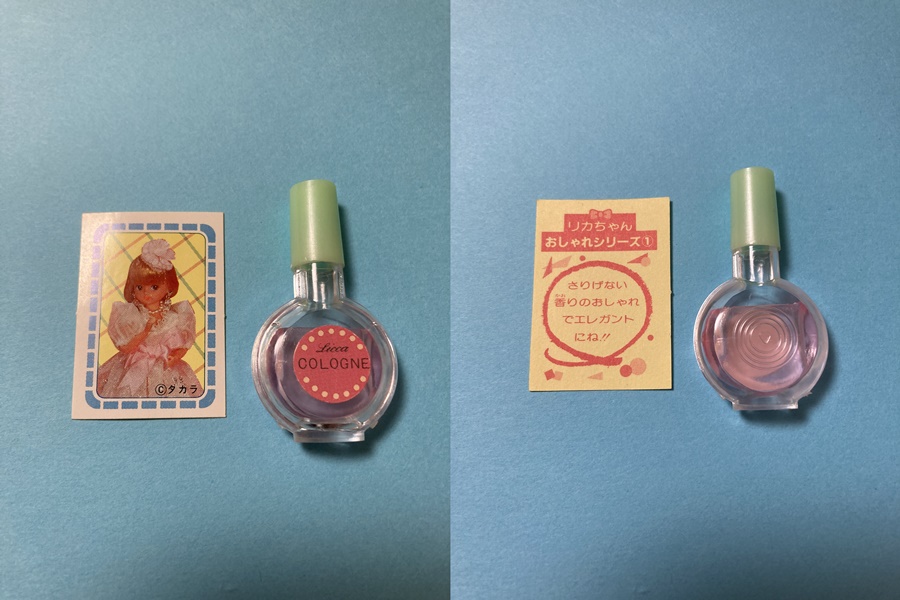 ©タカラ
Licca
COLOGNE
リカちゃん
おしゃれシリーズ①
さりげない
香りのおしゃれ
でエレガント
にね!!